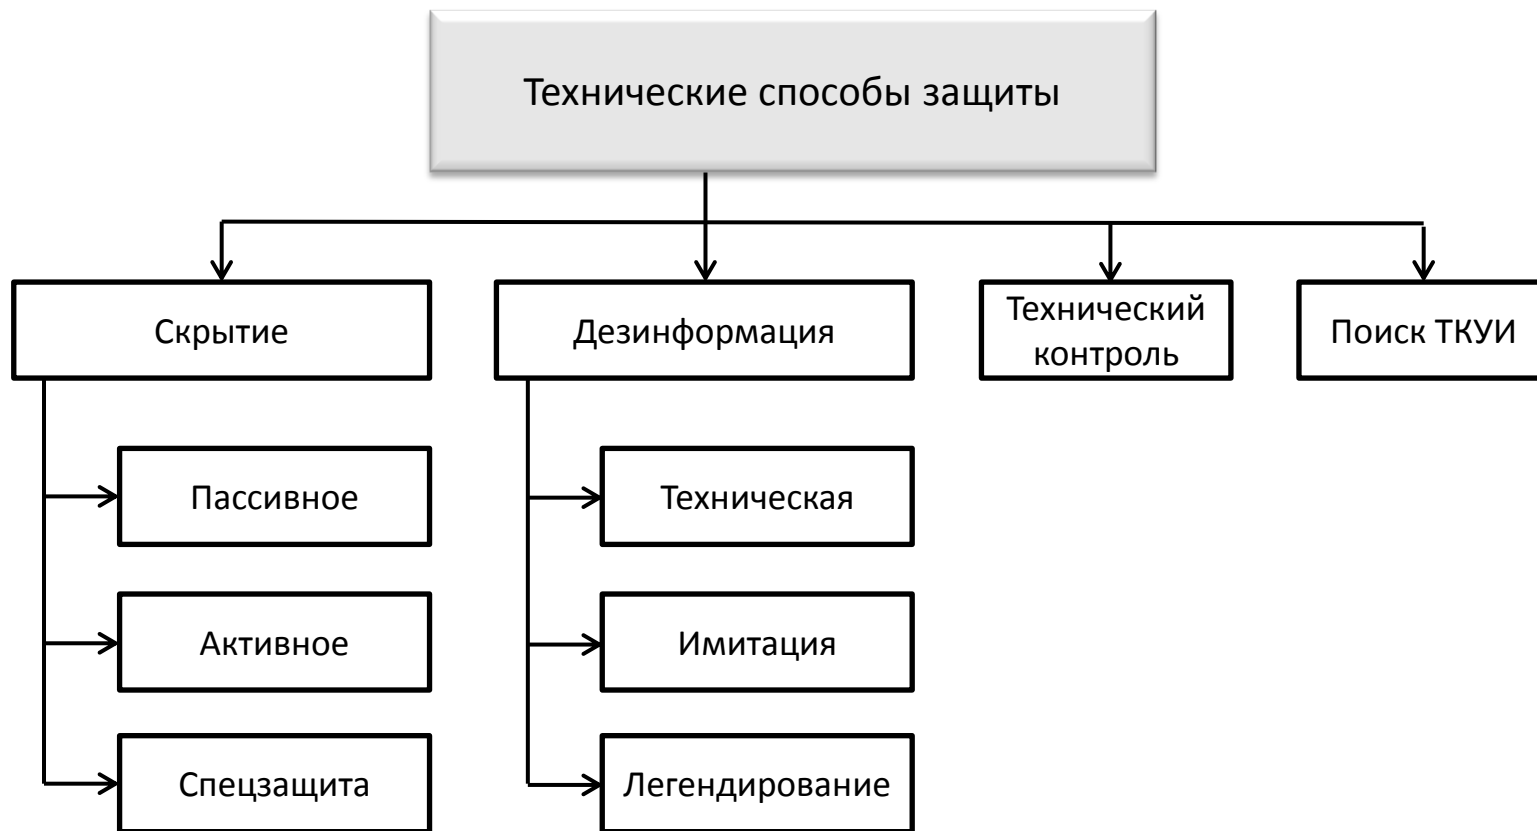 Технические способы защиты
Скрытие
Дезинформация
Технический
контроль
Поиск ТКУИ
Пассивное
Техническая
Активное
Имитация
Спецзащита
Легендирование